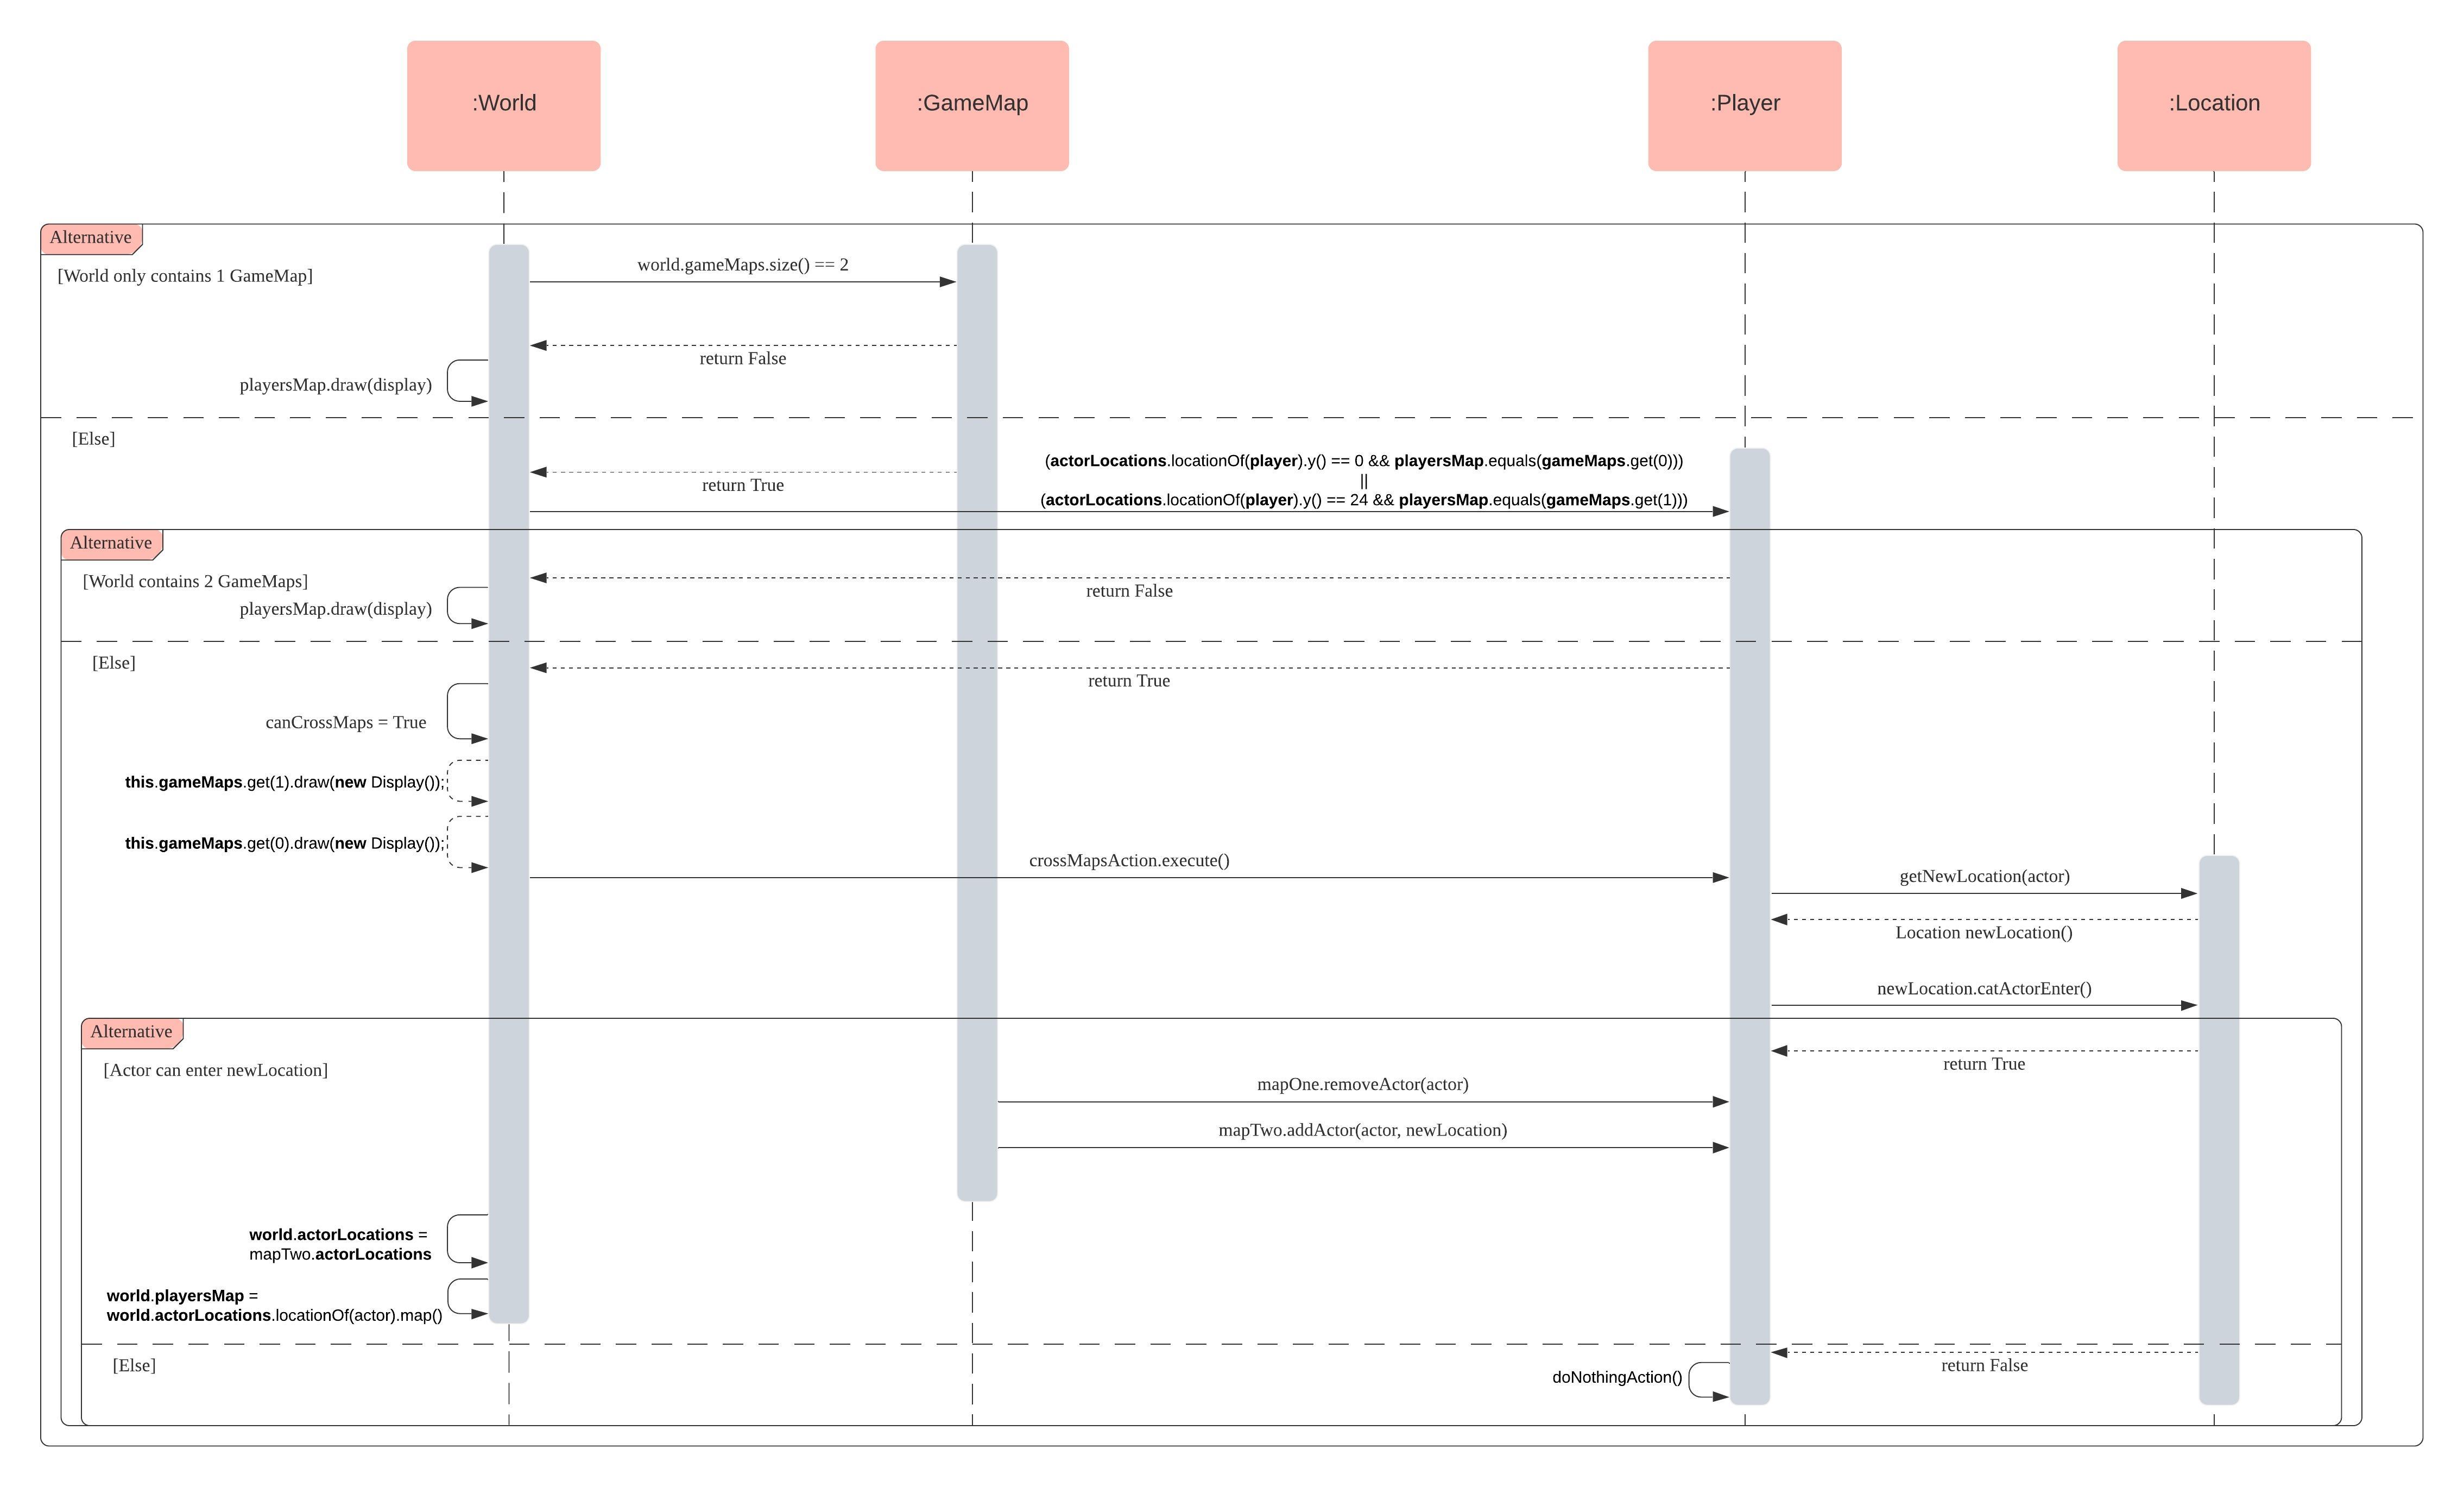 :World
:GameMap
:Player
:Location
Alternative
[World only contains 1 GameMap]
world.gameMaps.size() == 2
return False
playersMap.draw(display)
[Else]
return True
(actorLocations.locationOf(player).y() == 0 && playersMap.equals(gameMaps.get(0)))
||
(actorLocations.locationOf(player).y() == 24 && playersMap.equals(gameMaps.get(1)))
Alternative
[World contains 2 GameMaps]
return False
playersMap.draw(display)
[Else]
return True
canCrossMaps = True
this.gameMaps.get(1).draw(new Display());
this.gameMaps.get(0).draw(new Display());
crossMapsAction.execute()
getNewLocation(actor)
Location newLocation()
newLocation.catActorEnter()
Alternative
[Actor can enter newLocation]
return True
mapOne.removeActor(actor)
mapTwo.addActor(actor, newLocation)
world.actorLocations =
mapTwo.actorLocations
world.playersMap =
world.actorLocations.locationOf(actor).map()
[Else]
return False
doNothingAction()